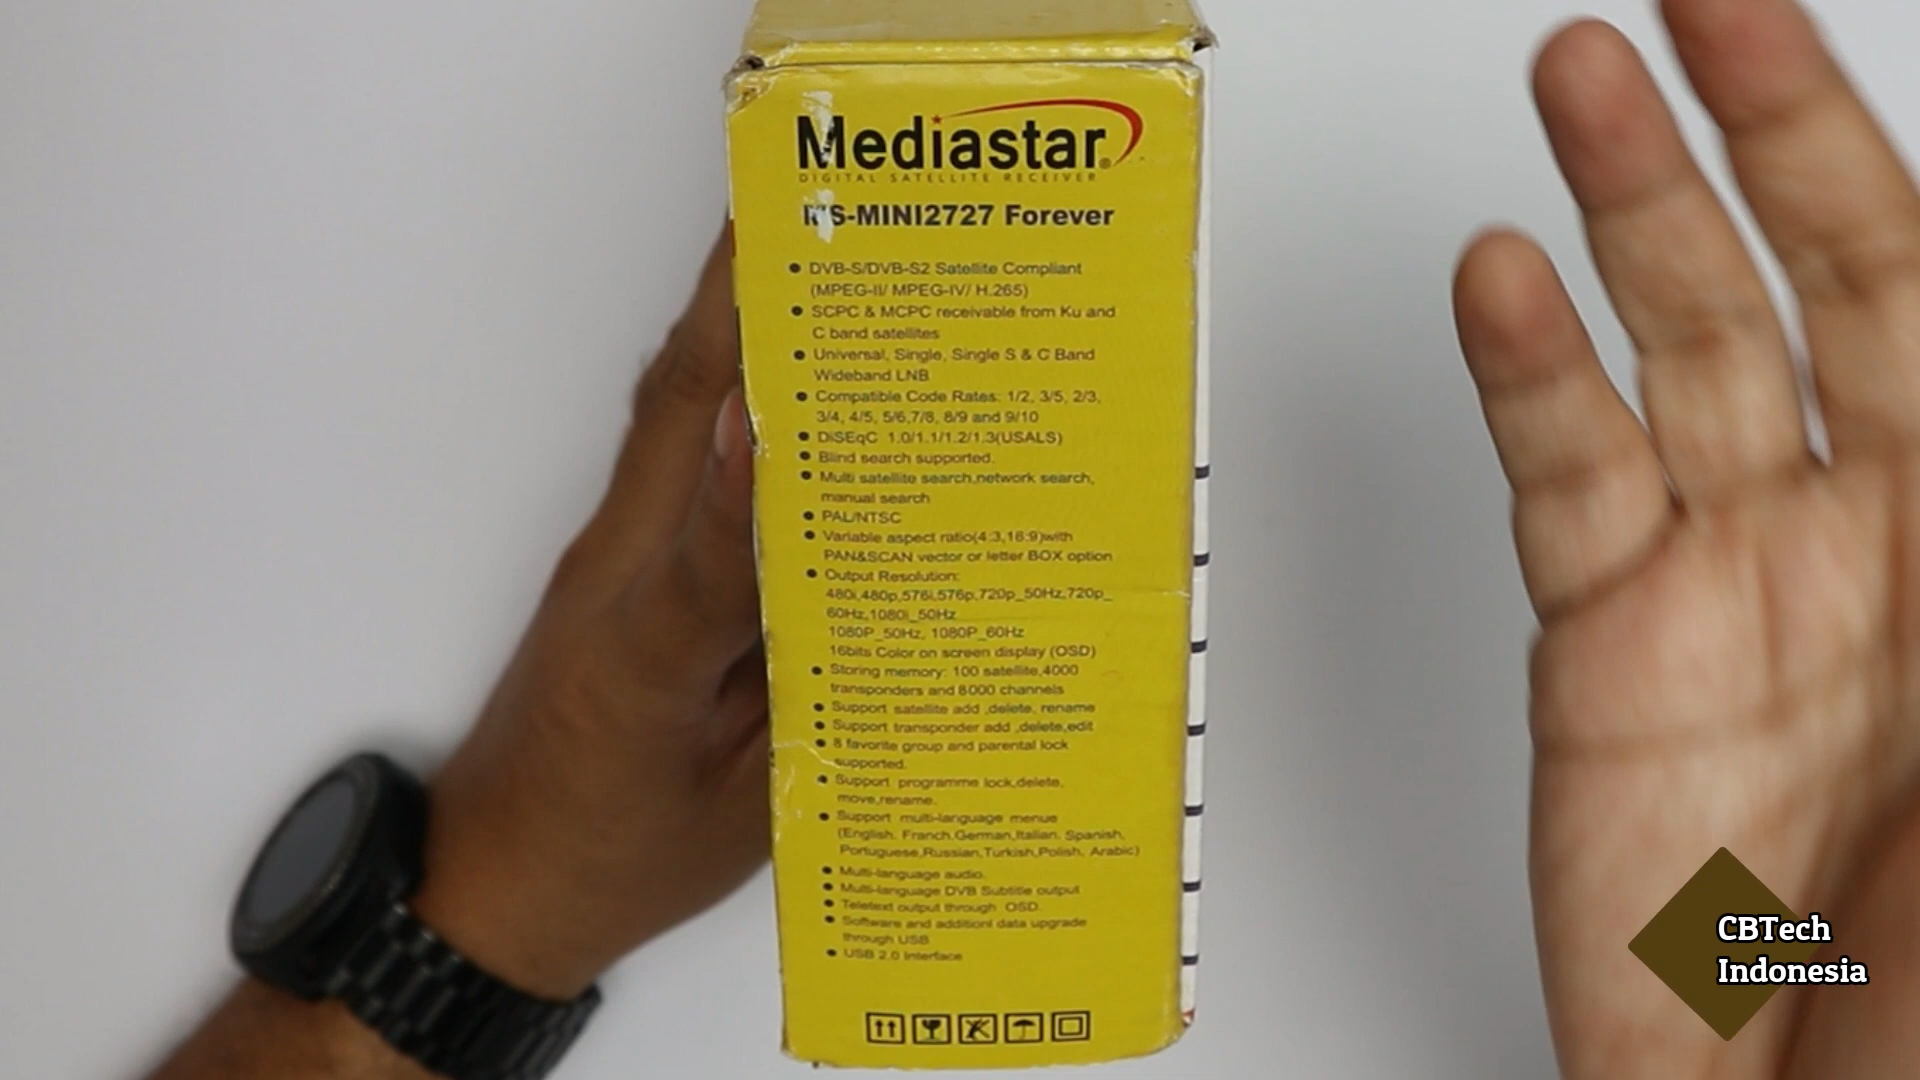 Mediastar
DIGITAL SATELLITE RECEIVER
MS-MINI2727 Forever
DVB-S/DVB-S2 Satellite Compliant
(MPEG-II/ MPEG-IV/ H.265)
SCPC & MCPC receivable from Ku and
C band satellites
Universal, Single, Single S & C Band
Wideband LNB
Compatible Code Rates: 1/2, 3/5, 2/3,
3/4, 4/5, 5/6,7/8, 8/9 and 9/10
DiSEqC 1.0/1.1/1.2/1.3(USALS)
Blind search supported.
Multi satellite search,network search,
manual search
PAL/NTSC
Variable aspect ratio(4:3,16:9)with
PAN&SCAN vector or letter BOX option
Output Resolution:
480i,480p,576i,576p,720p_50Hz,720p_
60Hz,1080i_50Hz
1080P_50Hz, 1080P_60Hz
16bits Color on screen display (OSD)
Storing memory: 100 satellite,4000
transponders and 8000 channels
Support satellite add ,delete, rename
Support transponder add ,delete,edit
8 favorite group and parental lock
supported.
Support programme lock,delete,
move,rename.
Support multi-language menue
(English, Franch,German,Italian, Spanish,
Portuguese,Russian,Turkish,Polish, Arabic)
Multi-language audio.
Multi-language DVB Subtitle output
Teletext output through OSD.
Software and additionl data upgrade
through USB
USB 2.0 Interface
CBTech
Indonesia